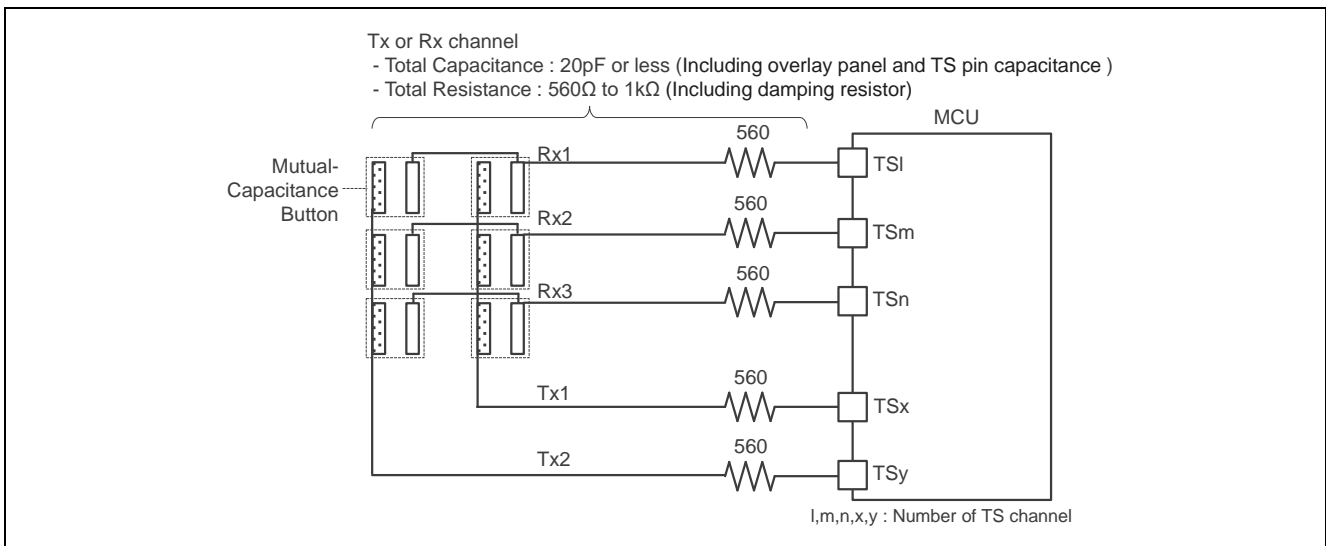 Tx or Rx channel
- Total Capacitance : 20pF or less (Including overlay panel and TS pin capacitance )
- Total Resistance : 560Ω to 1kΩ (Including damping resistor)
MCU
Mutual-
Capacitance
Button
Rx1
560
TSl
Rx2
560
TSm
Rx3
560
TSn
Tx1
560
TSx
Tx2
560
TSy
l,m,n,x,y : Number of TS channel